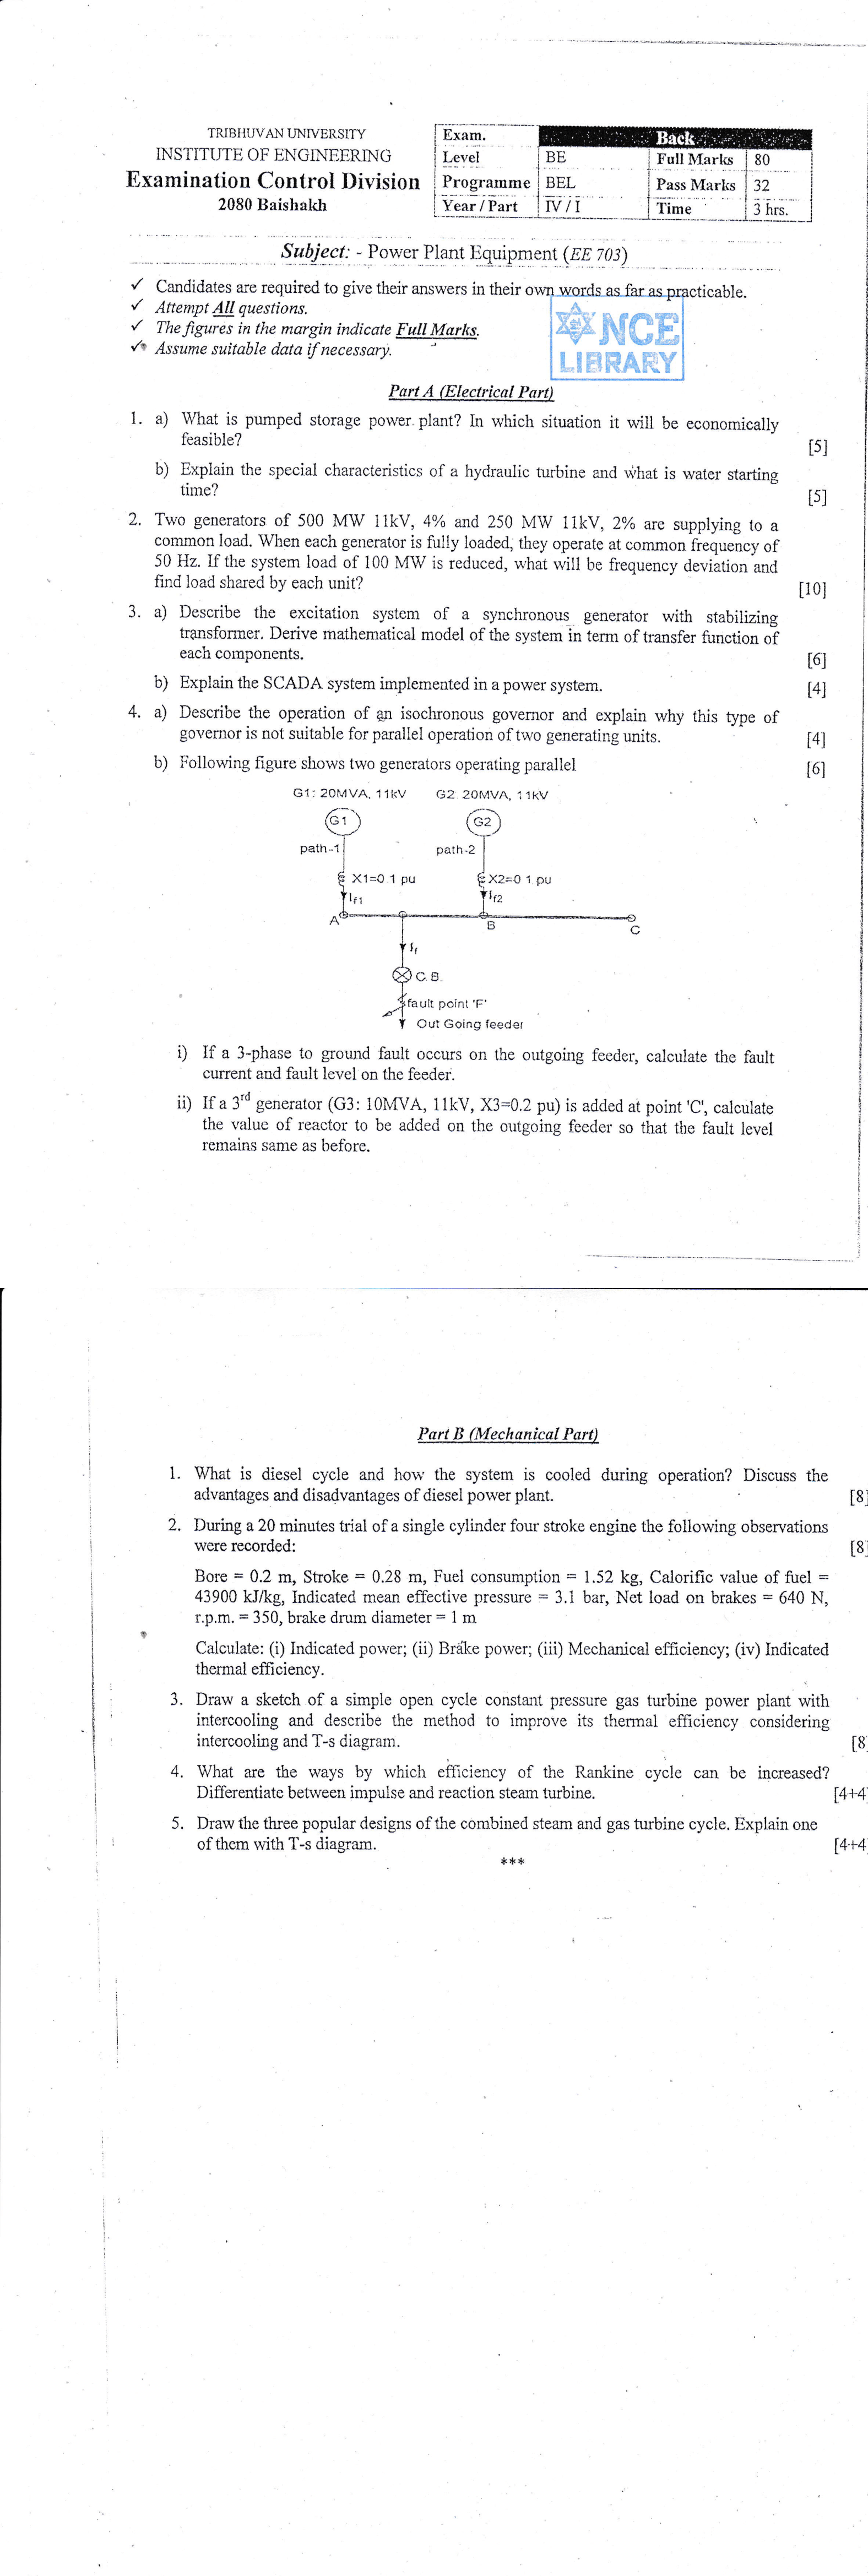 TRIBHUVAN UNIVERSITY
INSTITUTE OF ENGINEERING
Examination Control Division
2080 Baishakh
Exam. Back
Level BE Full Marks 80
Programme BEL Pass Marks 32
Year / Part IV / I Time 3 hrs.
Subject: - Power Plant Equipment (EE 703)
✓ Candidates are required to give their answers in their own words as far as practicable.
✓ Attempt All questions.
✓ The figures in the margin indicate Full Marks.
✓ Assume suitable data if necessary.
NCE
LIBRARY
Part A (Electrical Part)
1. a) What is pumped storage power plant? In which situation it will be economically
feasible? [5]
b) Explain the special characteristics of a hydraulic turbine and what is water starting
time? [5]
2. Two generators of 500 MW 11kV, 4% and 250 MW 11kV, 2% are supplying to a
common load. When each generator is fully loaded, they operate at common frequency of
50 Hz. If the system load of 100 MW is reduced, what will be frequency deviation and
find load shared by each unit? [10]
3. a) Describe the excitation system of a synchronous generator with stabilizing
transformer. Derive mathematical model of the system in term of transfer function of
each components. [6]
b) Explain the SCADA system implemented in a power system. [4]
4. a) Describe the operation of an isochronous governor and explain why this type of
governor is not suitable for parallel operation of two generating units. [4]
b) Following figure shows two generators operating parallel [6]
G1: 20MVA, 11kV G2: 20MVA, 11kV
G1 G2
path-1 path-2
X1=0.1 pu X2=0.1 pu
If1 If2
A B C
If
C.B.
fault point 'F'
Out Going feeder
i) If a 3-phase to ground fault occurs on the outgoing feeder, calculate the fault
current and fault level on the feeder.
ii) If a 3rd generator (G3: 10MVA, 11kV, X3=0.2 pu) is added at point 'C', calculate
the value of reactor to be added on the outgoing feeder so that the fault level
remains same as before.
Part B (Mechanical Part)
1. What is diesel cycle and how the system is cooled during operation? Discuss the
advantages and disadvantages of diesel power plant. [8]
2. During a 20 minutes trial of a single cylinder four stroke engine the following observations
were recorded: [8]
Bore = 0.2 m, Stroke = 0.28 m, Fuel consumption = 1.52 kg, Calorific value of fuel =
43900 kJ/kg, Indicated mean effective pressure = 3.1 bar, Net load on brakes = 640 N,
r.p.m. = 350, brake drum diameter = 1 m
Calculate: (i) Indicated power; (ii) Brake power; (iii) Mechanical efficiency; (iv) Indicated
thermal efficiency.
3. Draw a sketch of a simple open cycle constant pressure gas turbine power plant with
intercooling and describe the method to improve its thermal efficiency considering
intercooling and T-s diagram. [8
4. What are the ways by which efficiency of the Rankine cycle can be increased?
Differentiate between impulse and reaction steam turbine. [4+4
5. Draw the three popular designs of the combined steam and gas turbine cycle. Explain one
of them with T-s diagram. [4+4
***